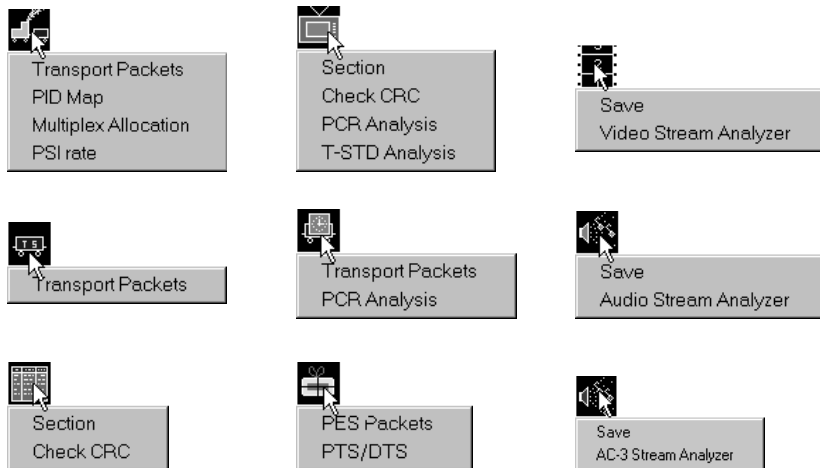 Transport Packets
PID Map
Multiplex Allocation
PSI rate
Section
Check CRC
PCR Analysis
T-STD Analysis
Save
Video Stream Analyzer
TS
Transport Packets
Transport Packets
PCR Analysis
Save
Audio Stream Analyzer
Section
Check CRC
PES Packets
PTS/DTS
Save
AC-3 Stream Analyzer